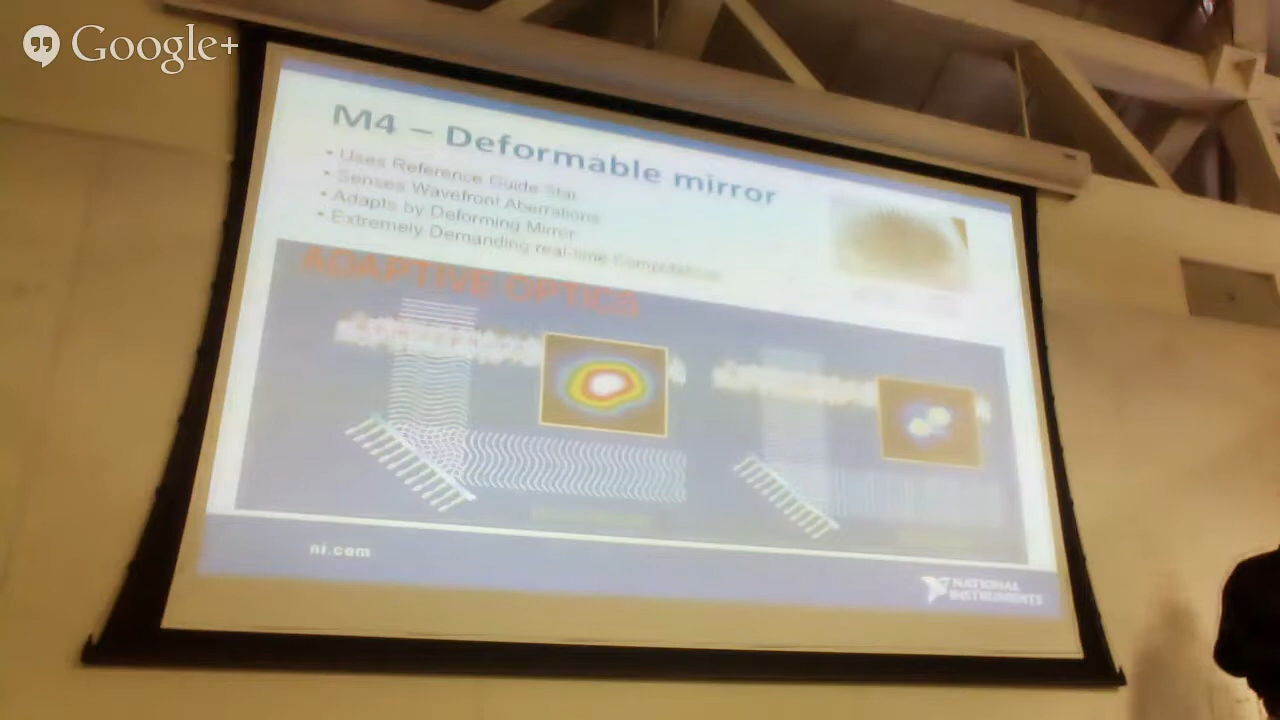 Google+
M4 – Deformable mirror
• Uses Reference Guide Star
• Senses Wavefront Aberrations
• Adapts by Deforming Mirror
• Extremely Demanding real-time Computations
ADAPTIVE OPTICS
ni.com
NATIONAL
INSTRUMENTS